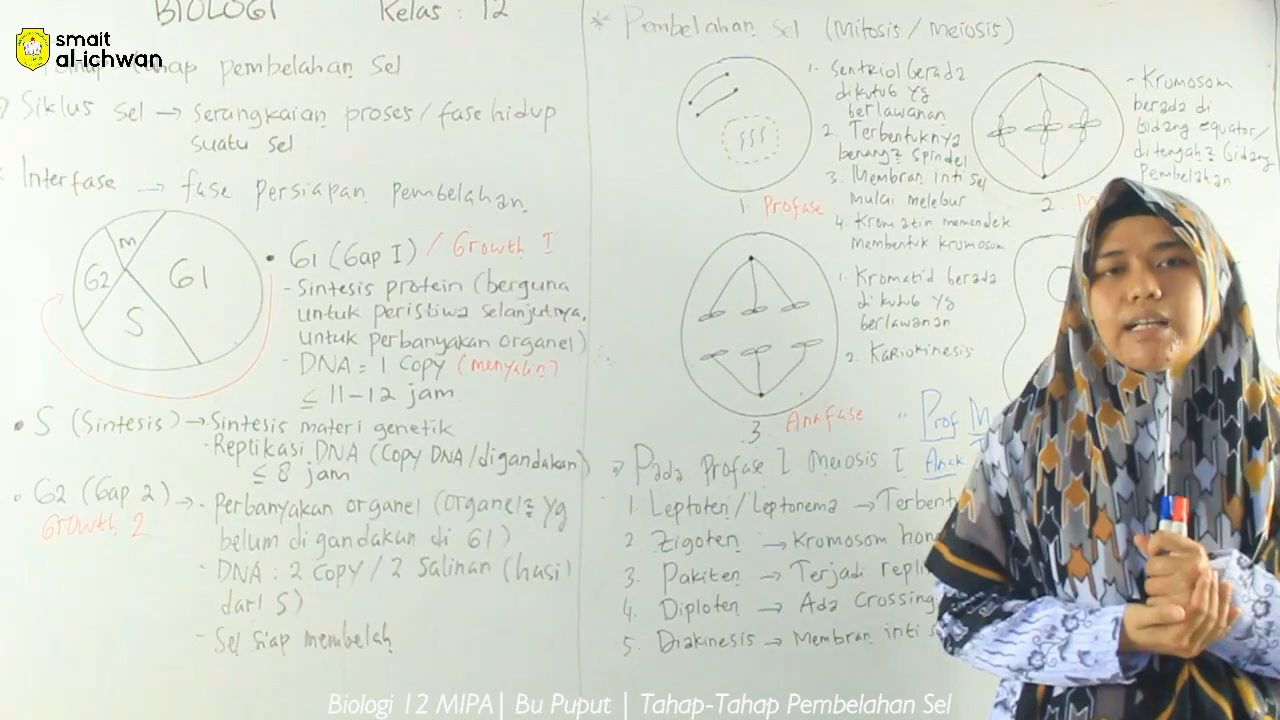 BIOLOGI Kelas : 12
smait
al-ichwan
Tahap tahap pembelahan Sel
Siklus sel → Serangkaian proses / fase hidup
suatu sel
Interfase → fase persiapan pembelahan
M
G2
G1
S
• G1 (Gap I) / Growth I
- Sintesis protein (berguna
untuk peristiwa selanjutnya,
untuk perbanyakan organel)
- DNA = 1 copy (menyalin)
≤ 11-12 jam
• S (Sintesis) → Sintesis materi genetik
- Replikasi DNA (copy DNA/digandakan)
≤ 8 jam
• G2 (Gap 2) → - Perbanyakan organel (organel2 yg
Growth 2
belum digandakan di G1)
- DNA : 2 copy / 2 Salinan (hasil
dari S)
- Sel siap membelah
* Pembelahan sel (Mitosis / Meiosis)
1. Sentriol berada
dikutub yg
berlawanan
2. Terbentuknya
benang2 spindel
3. Membran inti sel
mulai melebur
4. Kromatin memendek
membentuk kromosom
1. Profase
- Kromosom
berada di
bidang equator/
ditengah2 bidang
pembelahan
2. M
1. Kromatid berada
dikutub yg
berlawanan
2. Kariokinesis
3. Anafase
" Prof M
Pada Profase I Meiosis I
Anak
1. Leptoten/Leptonema → Terbent
2 Zigoten → Kromosom hom
3. Pakiten → Terjadi repli
4. Diploten → Ada Crossing
5. Diakinesis → Membran inti s
Biologi 12 MIPA| Bu Puput | Tahap-Tahap Pembelahan Sel